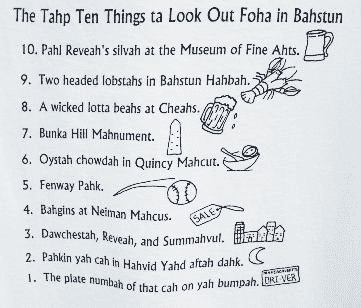 The Tahp Ten Things ta Look Out Foha in Bahstun
10. Pahl Reveah's silvah at the Museum of Fine Ahts.
9. Two headed lobstahs in Bahstun Hahbah.
8. A wicked lotta beahs at Cheahs.
7. Bunka Hill Mahnument.
6. Oystah chowdah in Quincy Mahcut.
5. Fenway Pahk.
4. Bahgins at Neiman Mahcus.
SALE
3. Dawchestah, Reveah, and Summahvul.
2. Pahkin yah cah in Hahvid Yahd aftah dahk.
1. The plate numbah of that cah on yah bumpah.
DRI-VER